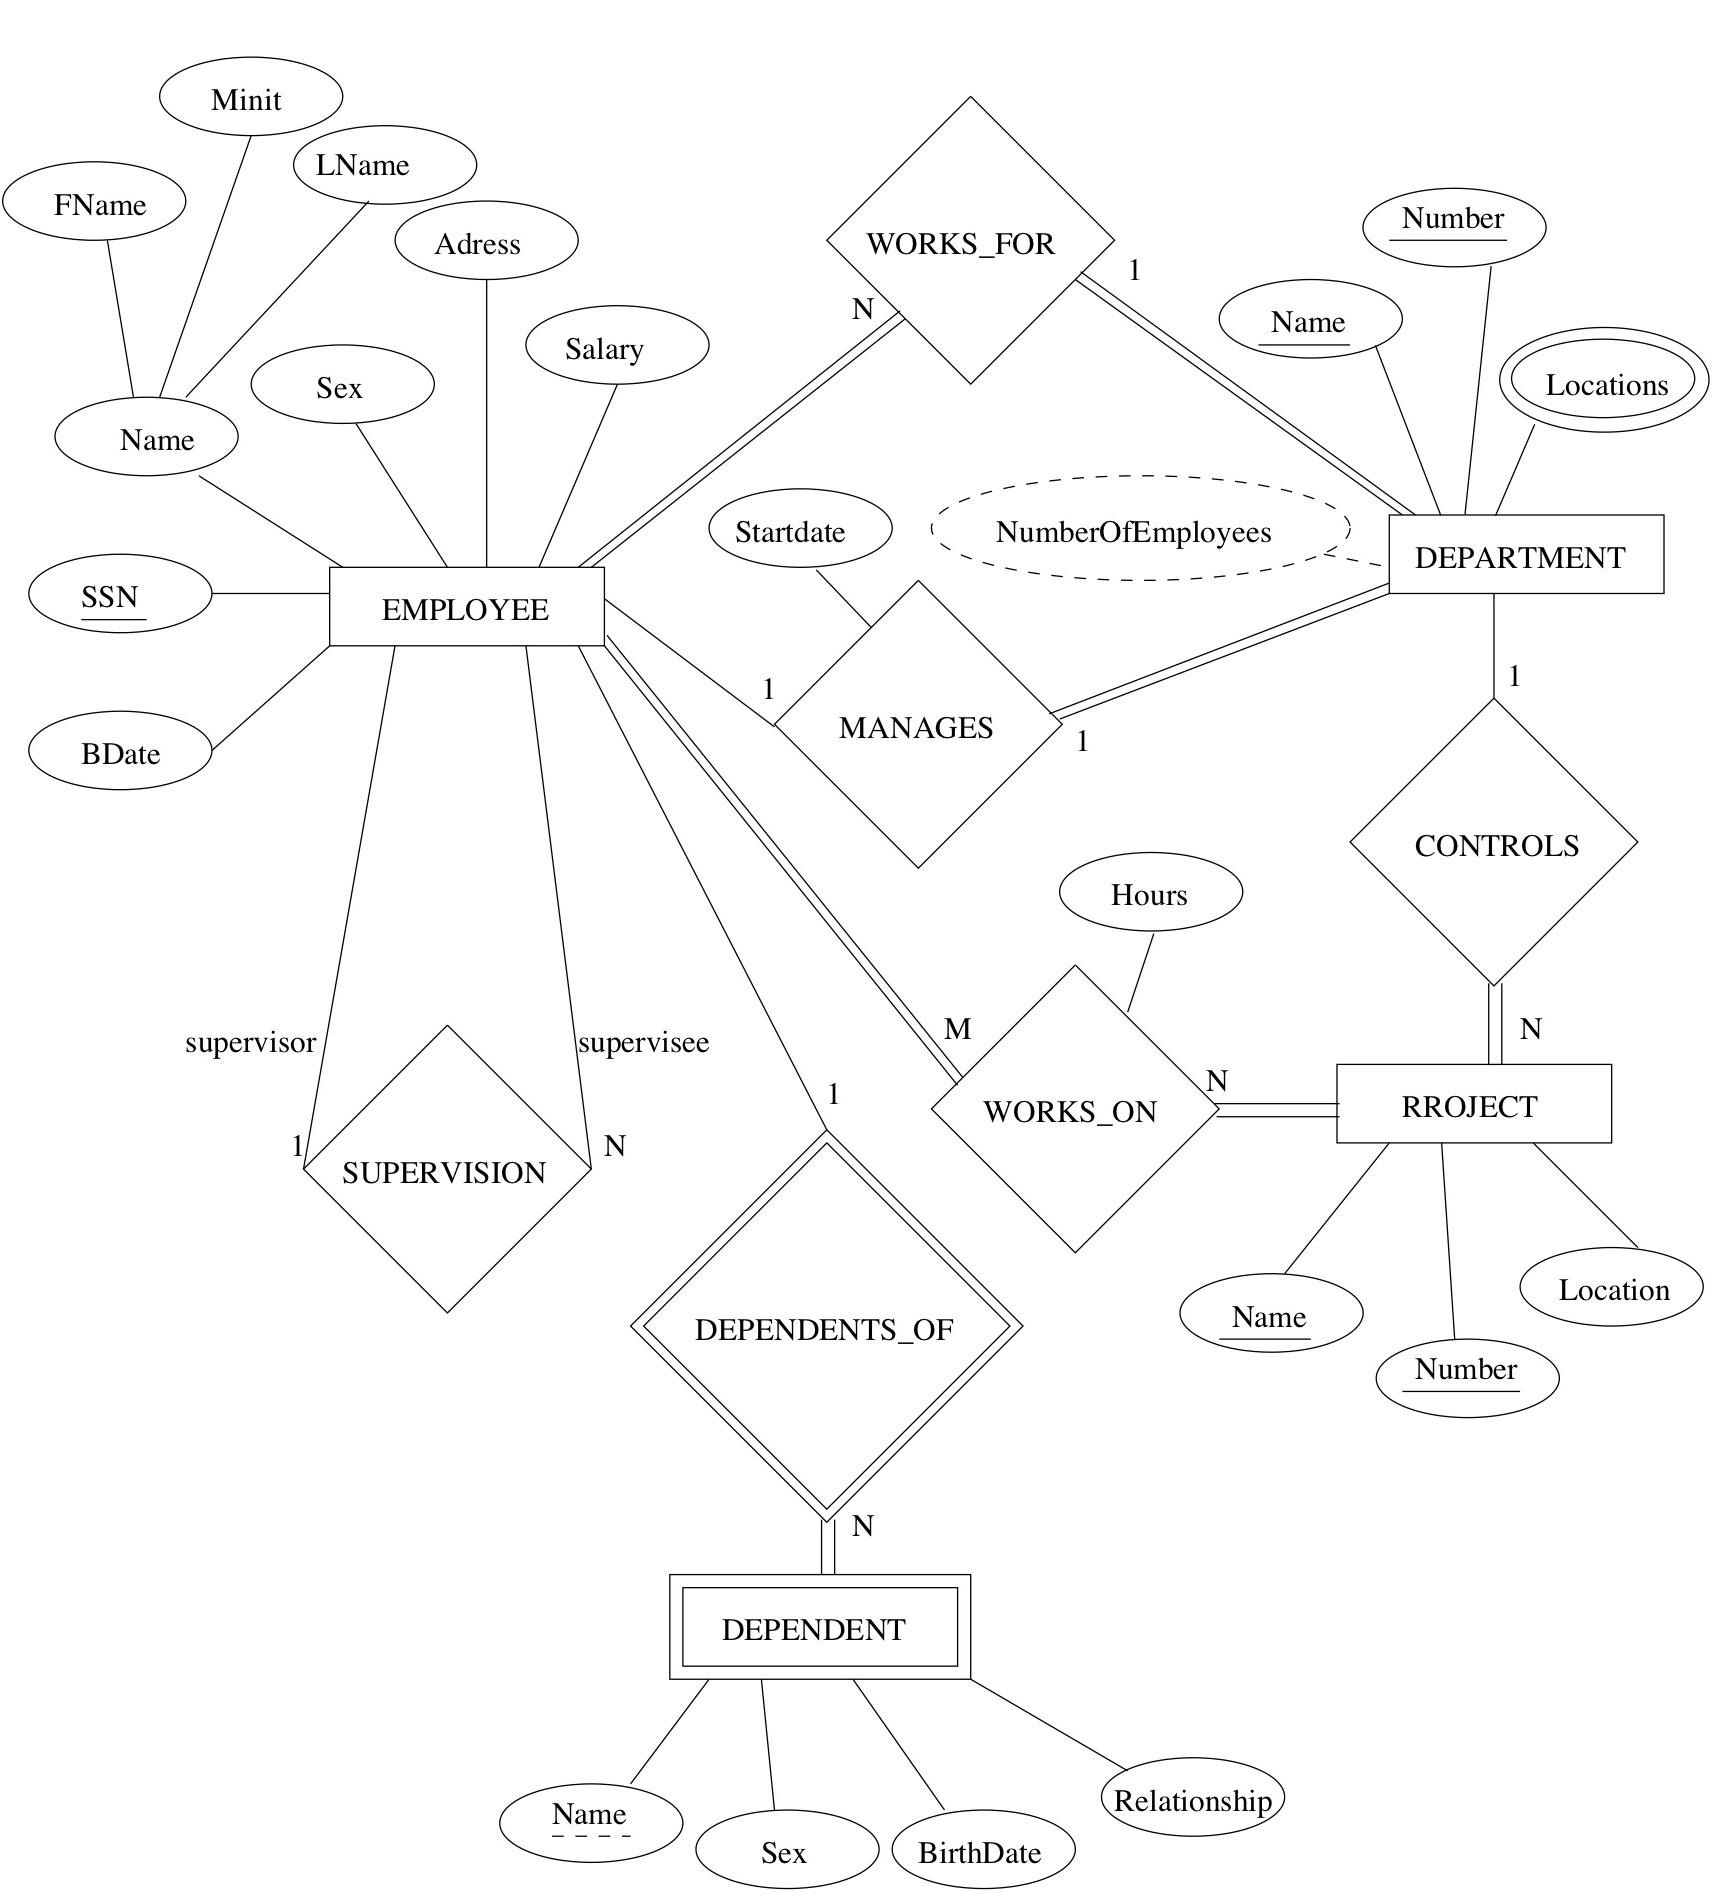 Minit
LName
FName
Adress
WORKS_FOR
Number
1
N
Name
Salary
Sex
Locations
Name
Startdate
NumberOfEmployees
DEPARTMENT
SSN
EMPLOYEE
1
1
MANAGES
1
BDate
CONTROLS
Hours
supervisor
supervisee
M
N
1
N
WORKS_ON
RROJECT
1
N
SUPERVISION
Location
Name
DEPENDENTS_OF
Number
N
DEPENDENT
Relationship
Name
Sex
BirthDate